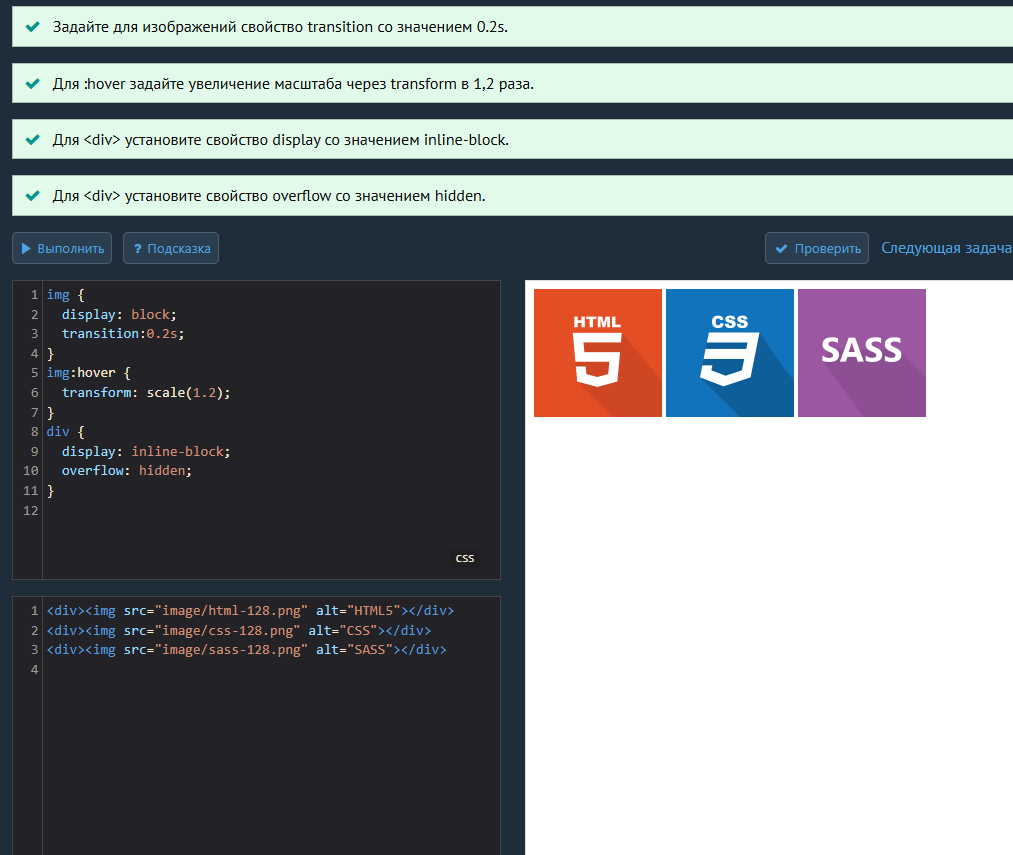 Задайте для изображений свойство transition со значением 0.2s.
Для :hover задайте увеличение масштаба через transform в 1,2 раза.
Для <div> установите свойство display со значением inline-block.
Для <div> установите свойство overflow со значением hidden.
Выполнить ? Подсказка Проверить Следующая задача
1 img {
2 display: block;
3 transition:0.2s;
4 }
5 img:hover {
6 transform: scale(1.2);
7 }
8 div {
9 display: inline-block;
10 overflow: hidden;
11 }
12
CSS
HTML
5
CSS
3
SASS
1 <div><img src="image/html-128.png" alt="HTML5"></div>
2 <div><img src="image/css-128.png" alt="CSS"></div>
3 <div><img src="image/sass-128.png" alt="SASS"></div>
4